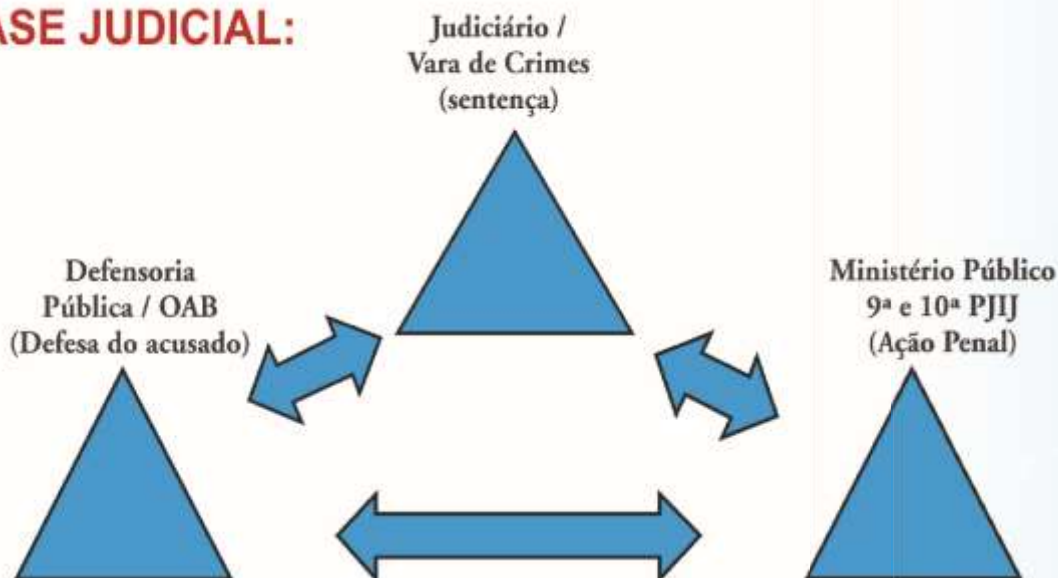 ASE JUDICIAL:
Judiciário /
Vara de Crimes
(sentença)
Defensoria
Pública / OAB
(Defesa do acusado)
Ministério Público
9ª e 10ª PJIJ
(Ação Penal)